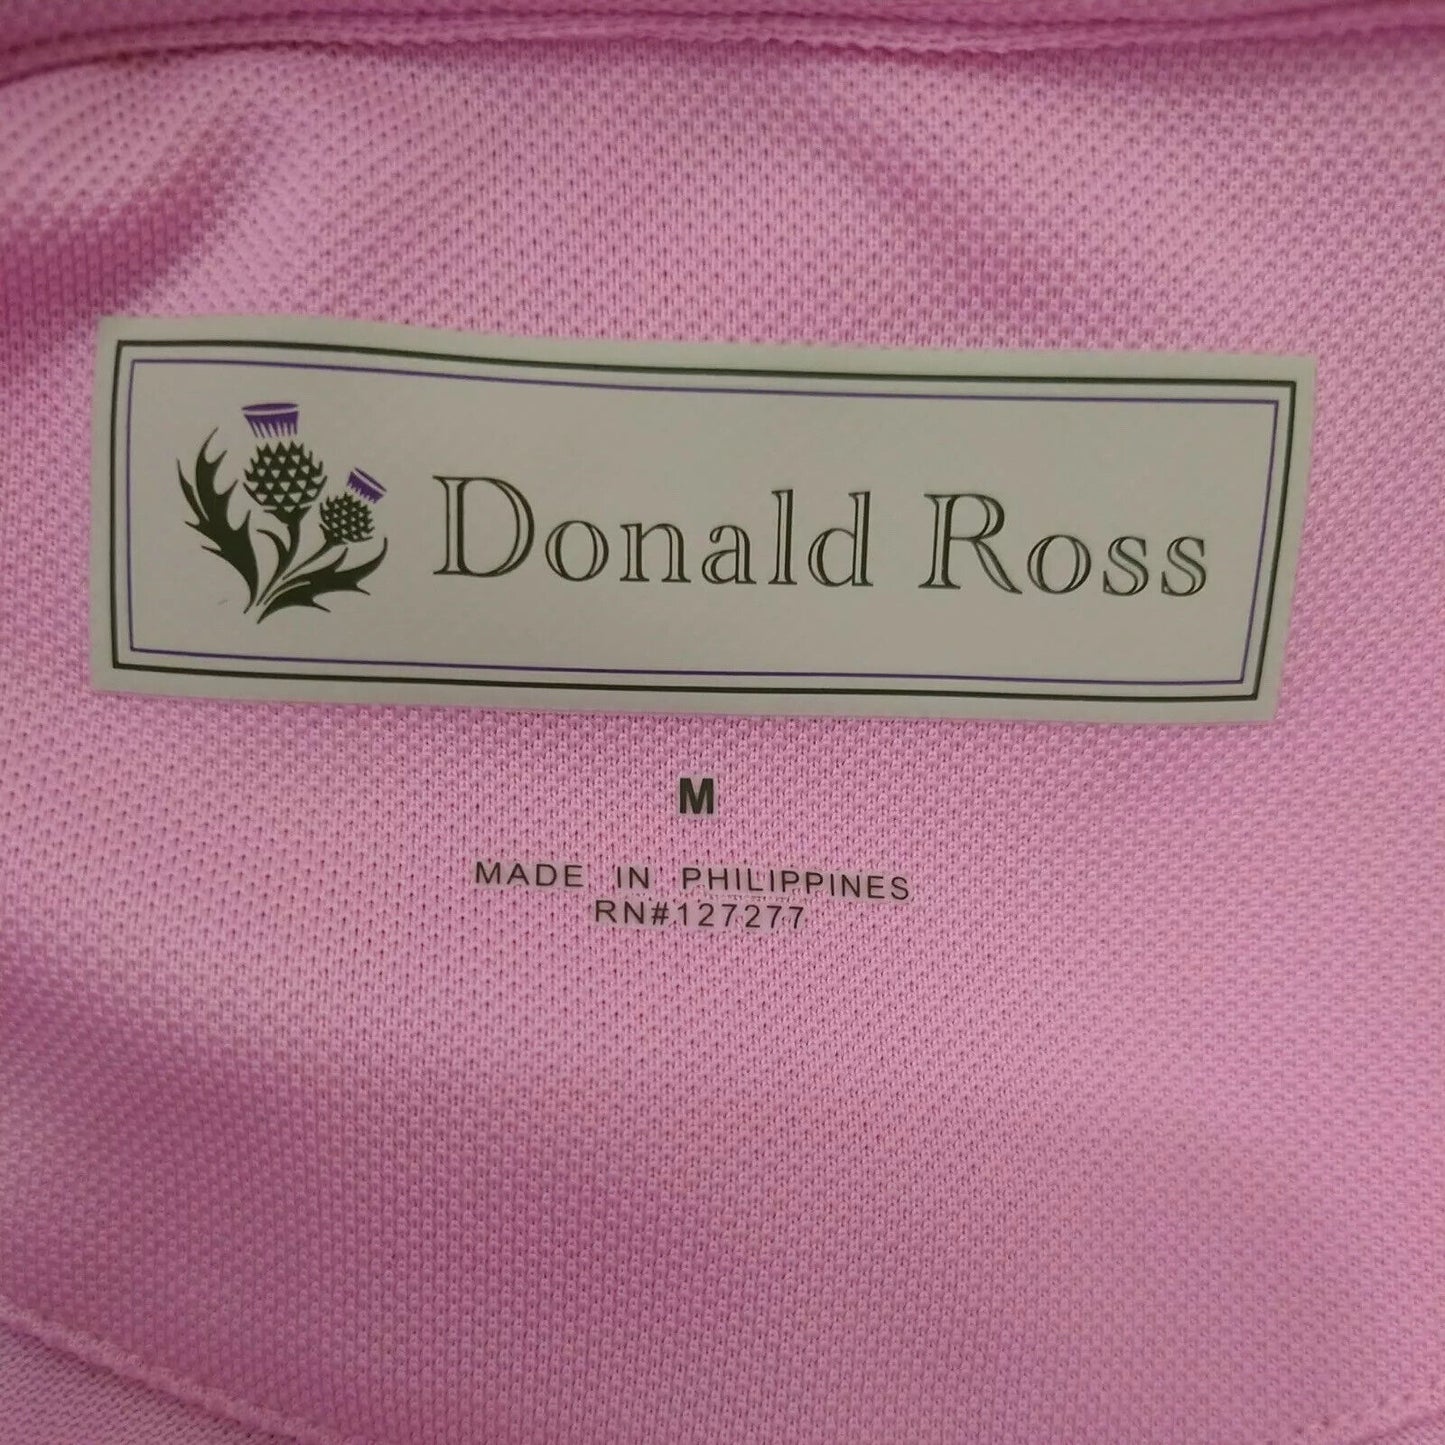 Donald Ross
M
MADE IN PHILIPPINES
RN#127277